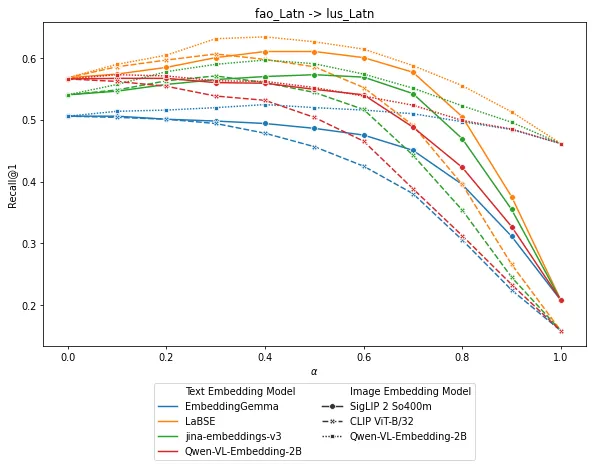 fao_Latn -> lus_Latn
Recall@1
0.6
0.5
0.4
0.3
0.2
0.0 0.2 0.4 0.6 0.8 1.0
α
Text Embedding Model Image Embedding Model
EmbeddingGemma SigLIP 2 So400m
LaBSE CLIP ViT-B/32
jina-embeddings-v3 Qwen-VL-Embedding-2B
Qwen-VL-Embedding-2B